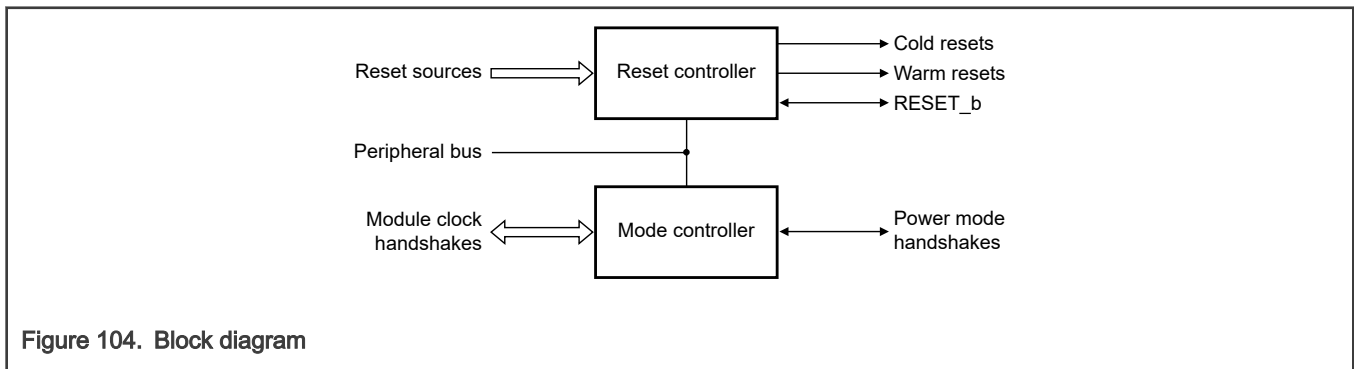 Reset sources
Reset controller
Cold resets
Warm resets
RESET_b
Peripheral bus
Module clock
handshakes
Mode controller
Power mode
handshakes
Figure 104. Block diagram